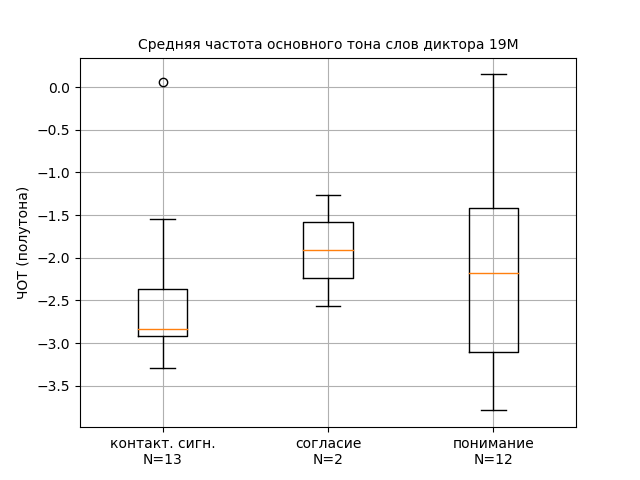 Средняя частота основного тона слов диктора 19М
ЧОТ (полутона)
0.0
−0.5
−1.0
−1.5
−2.0
−2.5
−3.0
−3.5
контакт. сигн.
N=13
согласие
N=2
понимание
N=12